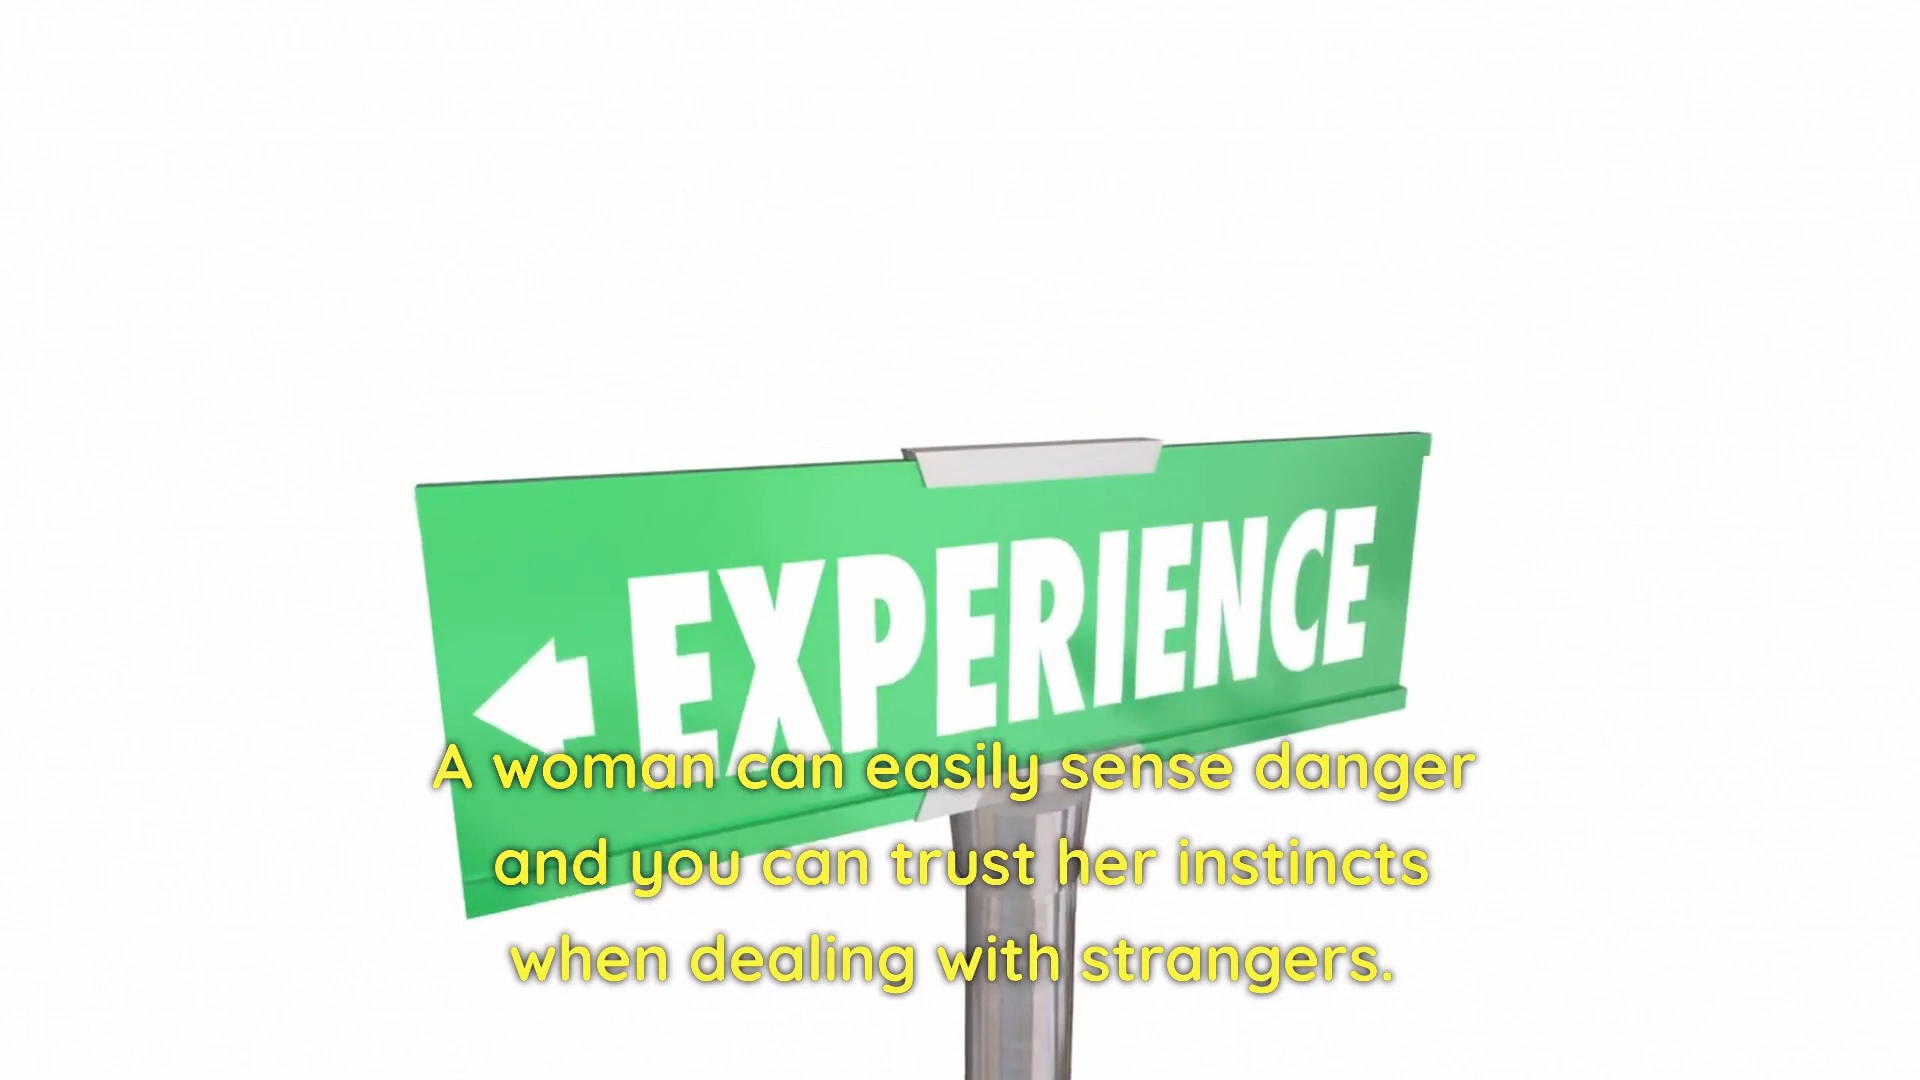 EXPERIENCE
A woman can easily sense danger
and you can trust her instincts
when dealing with strangers.